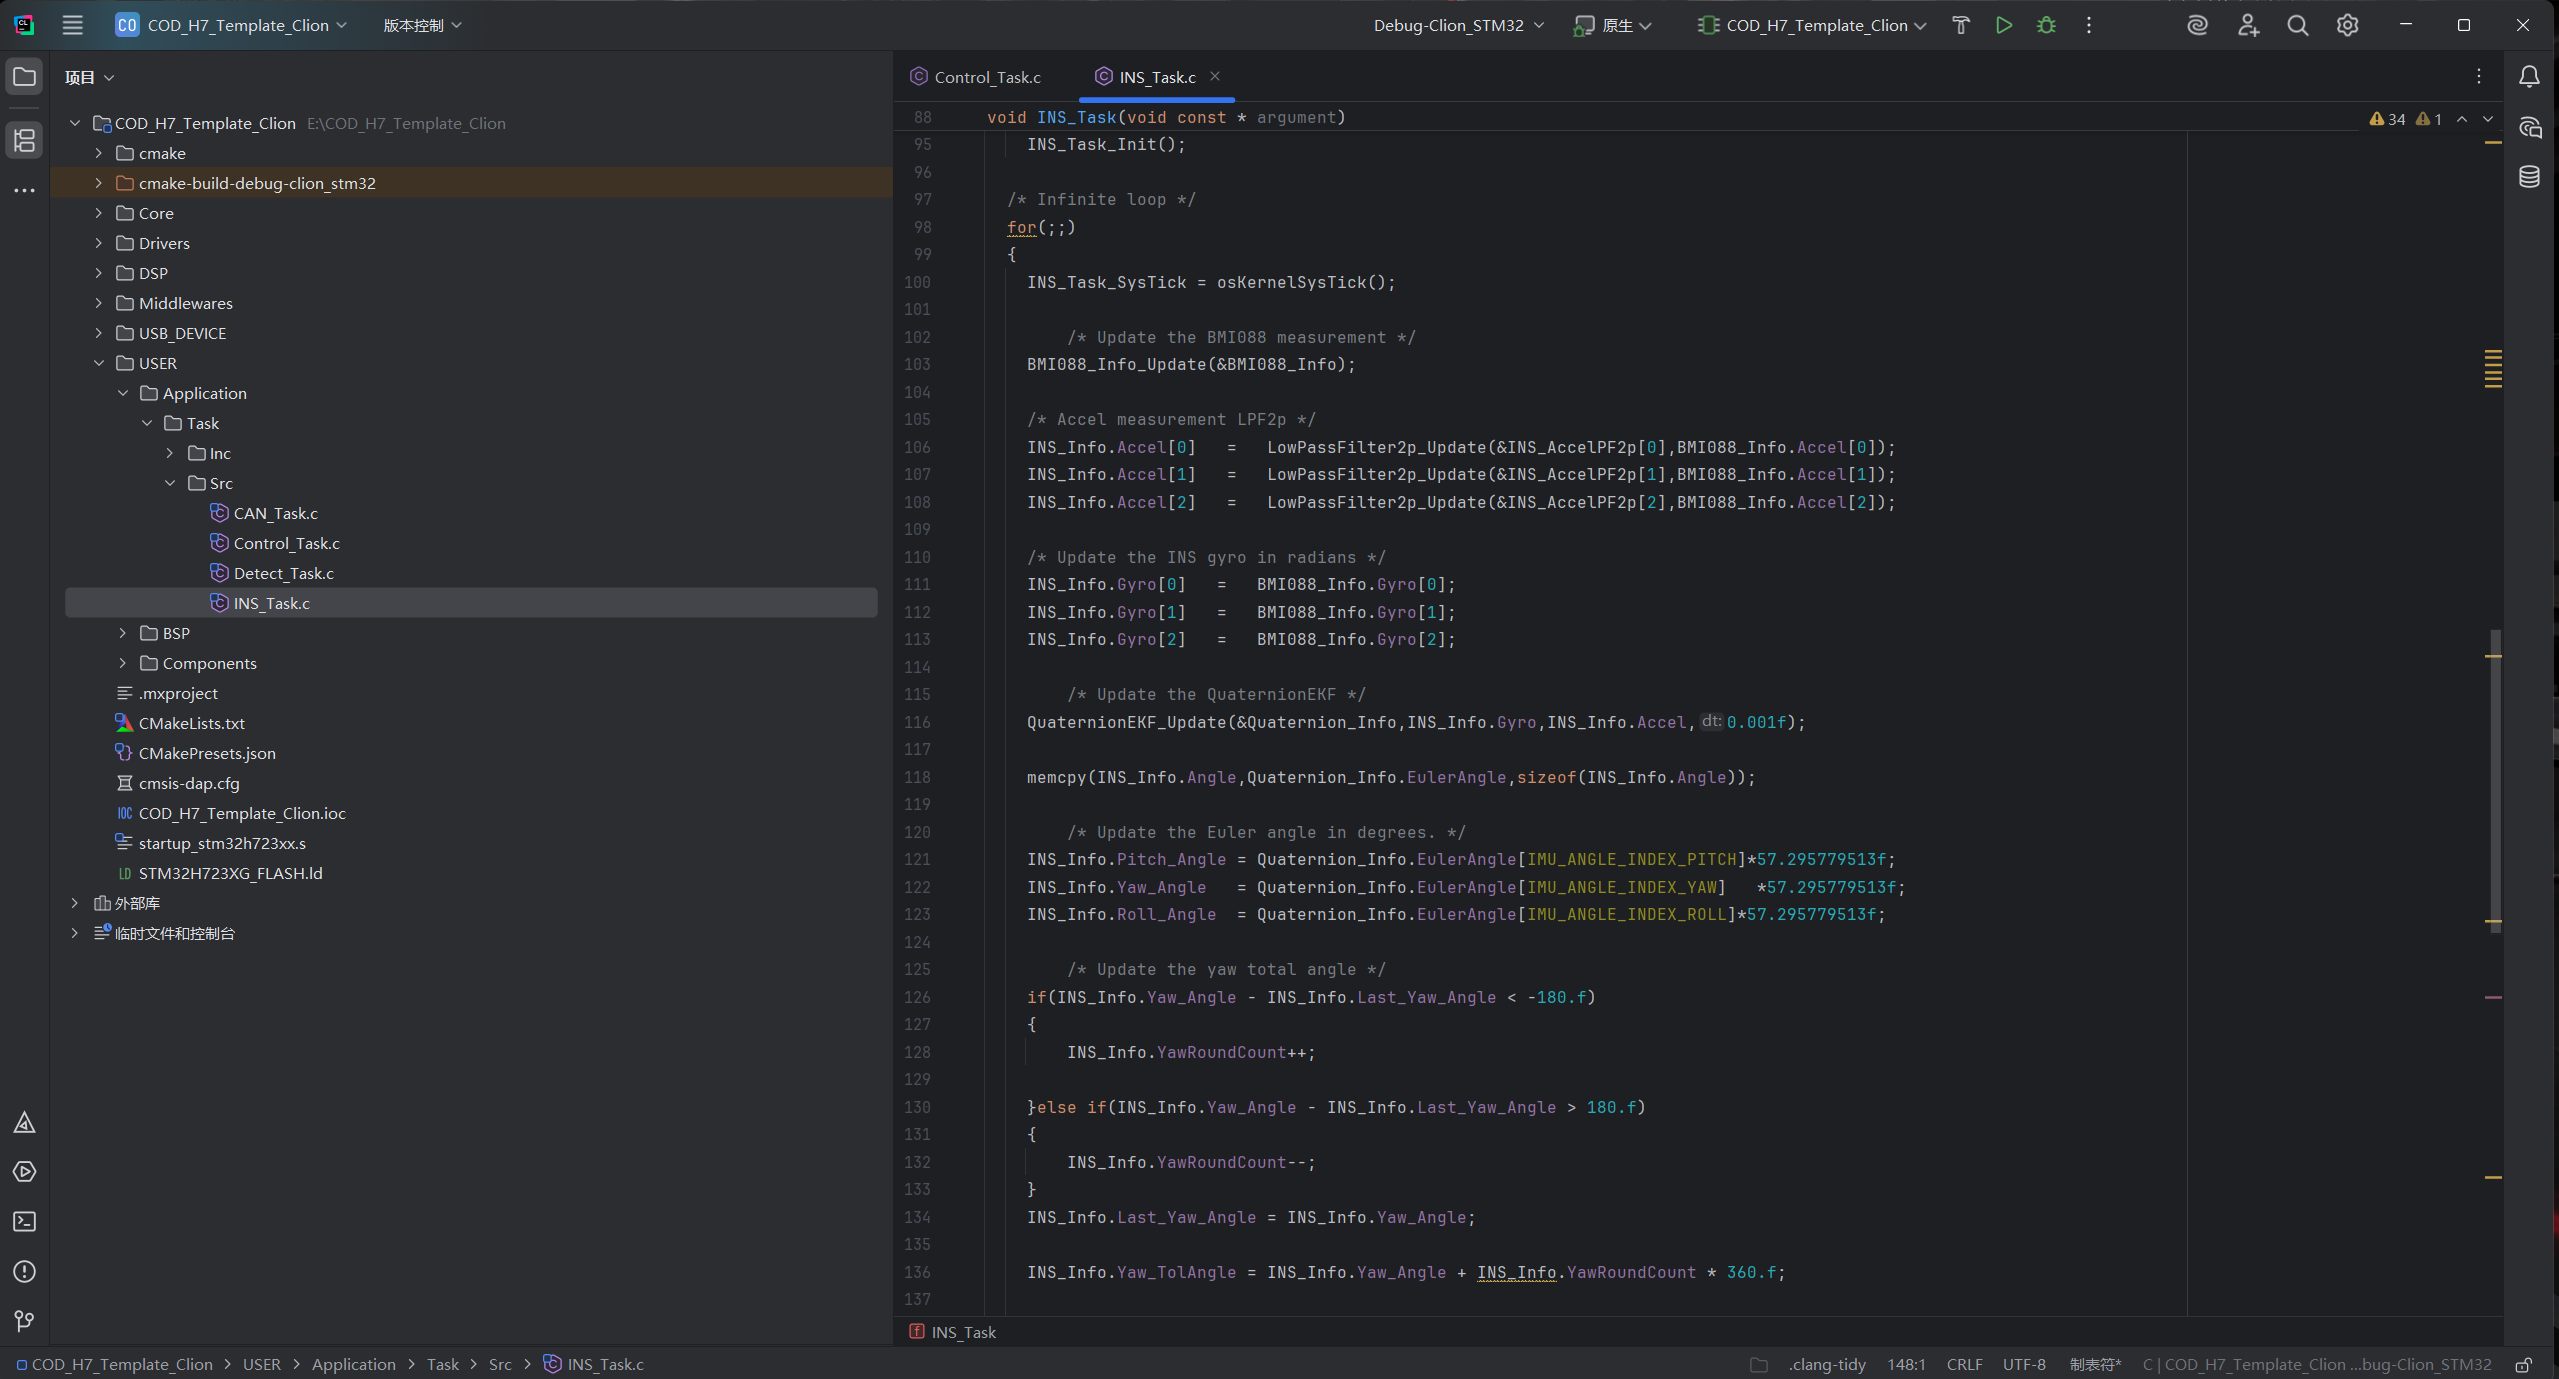 CO COD_H7_Template_Clion 版本控制 Debug-Clion_STM32 原生 COD_H7_Template_Clion
项目
COD_H7_Template_Clion E:\COD_H7_Template_Clion
cmake
cmake-build-debug-clion_stm32
Core
Drivers
DSP
Middlewares
USB_DEVICE
USER
Application
Task
Inc
Src
CAN_Task.c
Control_Task.c
Detect_Task.c
INS_Task.c
BSP
Components
.mxproject
CMakeLists.txt
CMakePresets.json
cmsis-dap.cfg
IOC COD_H7_Template_Clion.ioc
startup_stm32h723xx.s
LD STM32H723XG_FLASH.ld
外部库
临时文件和控制台
Control_Task.c INS_Task.c
88 void INS_Task(void const * argument) 34 1
95 INS_Task_Init();
96
97 /* Infinite loop */
98 for(;;)
99 {
100 INS_Task_SysTick = osKernelSysTick();
101
102 /* Update the BMI088 measurement */
103 BMI088_Info_Update(&BMI088_Info);
104
105 /* Accel measurement LPF2p */
106 INS_Info.Accel[0] = LowPassFilter2p_Update(&INS_AccelPF2p[0],BMI088_Info.Accel[0]);
107 INS_Info.Accel[1] = LowPassFilter2p_Update(&INS_AccelPF2p[1],BMI088_Info.Accel[1]);
108 INS_Info.Accel[2] = LowPassFilter2p_Update(&INS_AccelPF2p[2],BMI088_Info.Accel[2]);
109
110 /* Update the INS gyro in radians */
111 INS_Info.Gyro[0] = BMI088_Info.Gyro[0];
112 INS_Info.Gyro[1] = BMI088_Info.Gyro[1];
113 INS_Info.Gyro[2] = BMI088_Info.Gyro[2];
114
115 /* Update the QuaternionEKF */
116 QuaternionEKF_Update(&Quaternion_Info,INS_Info.Gyro,INS_Info.Accel, dt: 0.001f);
117
118 memcpy(INS_Info.Angle,Quaternion_Info.EulerAngle,sizeof(INS_Info.Angle));
119
120 /* Update the Euler angle in degrees. */
121 INS_Info.Pitch_Angle = Quaternion_Info.EulerAngle[IMU_ANGLE_INDEX_PITCH]*57.295779513f;
122 INS_Info.Yaw_Angle = Quaternion_Info.EulerAngle[IMU_ANGLE_INDEX_YAW] *57.295779513f;
123 INS_Info.Roll_Angle = Quaternion_Info.EulerAngle[IMU_ANGLE_INDEX_ROLL]*57.295779513f;
124
125 /* Update the yaw total angle */
126 if(INS_Info.Yaw_Angle - INS_Info.Last_Yaw_Angle < -180.f)
127 {
128 INS_Info.YawRoundCount++;
129
130 }else if(INS_Info.Yaw_Angle - INS_Info.Last_Yaw_Angle > 180.f)
131 {
132 INS_Info.YawRoundCount--;
133 }
134 INS_Info.Last_Yaw_Angle = INS_Info.Yaw_Angle;
135
136 INS_Info.Yaw_TolAngle = INS_Info.Yaw_Angle + INS_Info.YawRoundCount * 360.f;
137
f INS_Task
COD_H7_Template_Clion > USER > Application > Task > Src > INS_Task.c .clang-tidy 148:1 CRLF UTF-8 制表符* C | COD_H7_Template_Clion ...bug-Clion_STM32